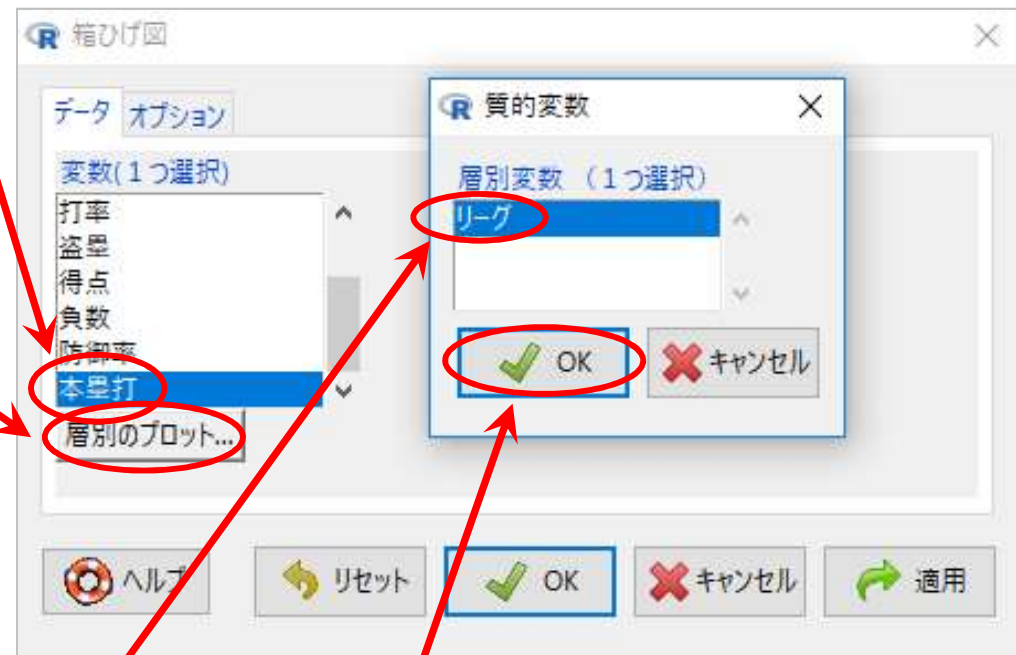 箱ひげ図
データ オプション
変数(1つ選択)
打率
盗塁
得点
負数
防御率
本塁打
層別のプロット...
質的変数
層別変数 (1つ選択)
リーグ
OK キャンセル
ヘルプ リセット OK キャンセル 適用